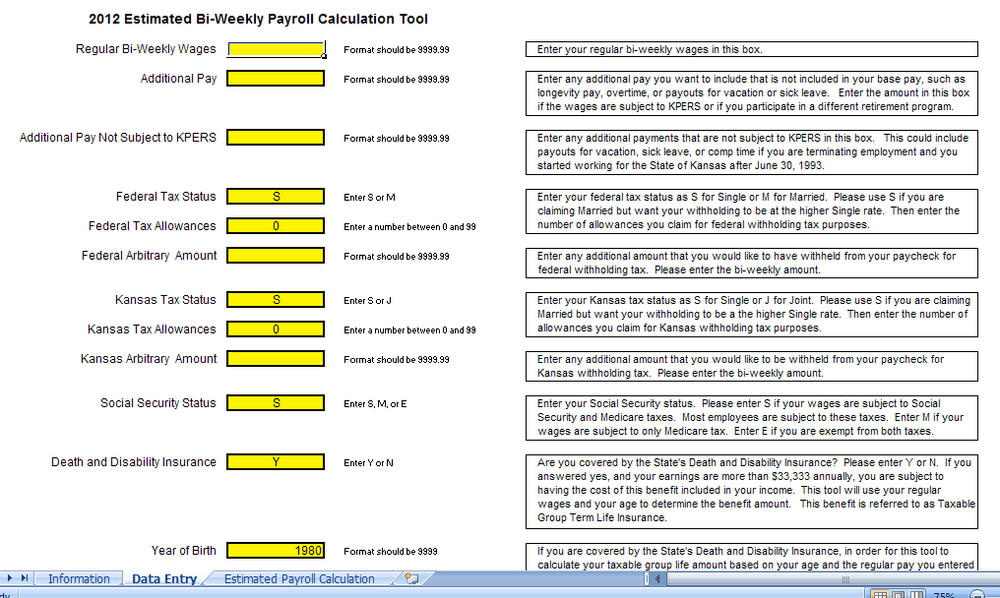 2012 Estimated Bi-Weekly Payroll Calculation Tool
Regular Bi-Weekly Wages Format should be 9999.99 Enter your regular bi-weekly wages in this box.
Additional Pay Format should be 9999.99 Enter any additional pay you want to include that is not included in your base pay, such as
longevity pay, overtime, or payouts for vacation or sick leave. Enter the amount in this box
if the wages are subject to KPERS or if you participate in a different retirement program.
Additional Pay Not Subject to KPERS Format should be 9999.99 Enter any additional payments that are not subject to KPERS in this box. This could include
payouts for vacation, sick leave, or comp time if you are terminating employment and you
started working for the State of Kansas after June 30, 1993.
Federal Tax Status S Enter S or M Enter your federal tax status as S for Single or M for Married. Please use S if you are
claiming Married but want your withholding to be at the higher Single rate. Then enter the
Federal Tax Allowances 0 Enter a number between 0 and 99 number of allowances you claim for federal withholding tax purposes.
Federal Arbitrary Amount Format should be 9999.99 Enter any additional amount that you would like to have withheld from your paycheck for
federal withholding tax. Please enter the bi-weekly amount.
Kansas Tax Status S Enter S or J Enter your Kansas tax status as S for Single or J for Joint. Please use S if you are claiming
Married but want your withholding to be a the higher Single rate. Then enter the number of
Kansas Tax Allowances 0 Enter a number between 0 and 99 allowances you claim for Kansas withholding tax purposes.
Kansas Arbitrary Amount Format should be 9999.99 Enter any additional amount that you would like to be withheld from your paycheck for
Kansas withholding tax. Please enter the bi-weekly amount.
Social Security Status S Enter S, M, or E Enter your Social Security status. Please enter S if your wages are subject to Social
Security and Medicare taxes. Most employees are subject to these taxes. Enter M if your
wages are subject to only Medicare tax. Enter E if you are exempt from both taxes.
Death and Disability Insurance Y Enter Y or N Are you covered by the State's Death and Disability Insurance? Please enter Y or N. If you
answered yes, and your earnings are more than $33,333 annually, you are subject to
having the cost of this benefit included in your income. This tool will use your regular
wages and your age to determine the benefit amount. This benefit is referred to as Taxable
Group Term Life Insurance.
Year of Birth 1980 Format should be 9999 If you are covered by the State's Death and Disability Insurance, in order for this tool to
calculate your taxable group life amount based on your age and the regular pay you entered
Information Data Entry Estimated Payroll Calculation
75%